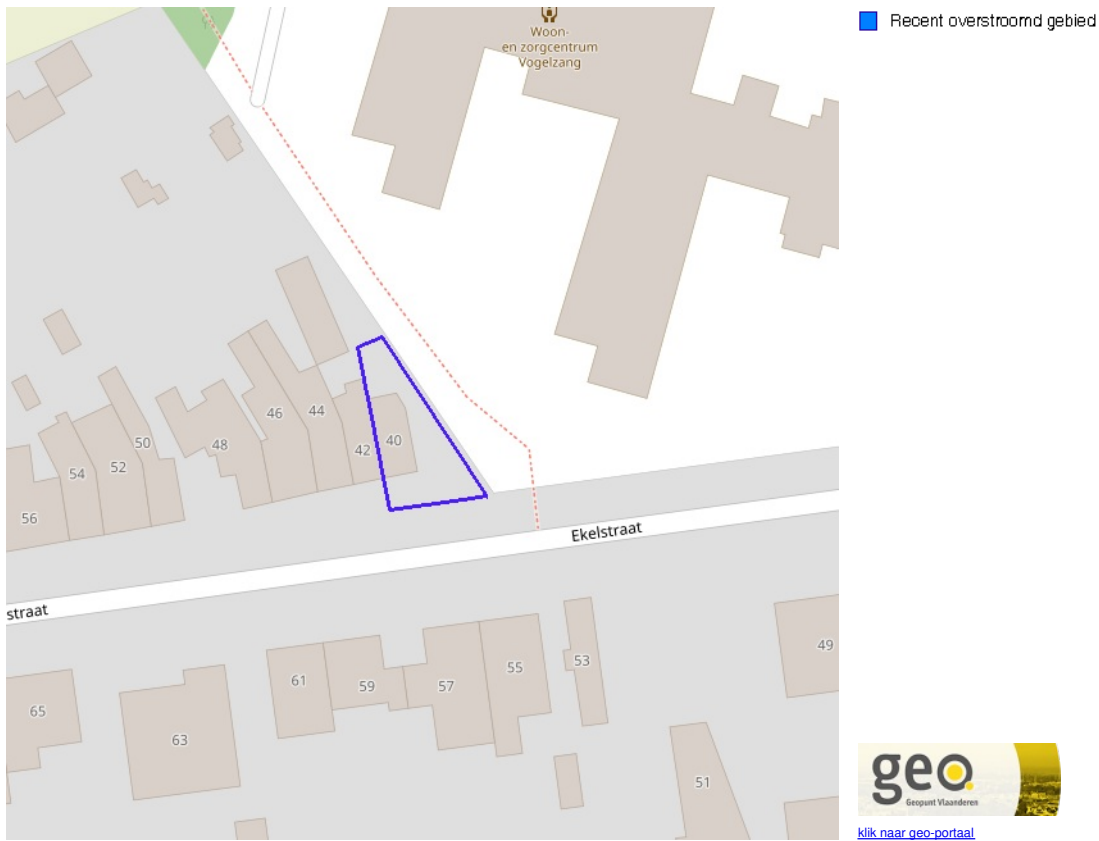 Woon-
en zorgcentrum
Vogelzang
Recent overstroomd gebied
46
44
50
48
42
40
54
52
56
Ekelstraat
straat
49
55
53
61
59
57
65
63
51
geo.
Geopunt Vlaanderen
klik naar geo-portaal